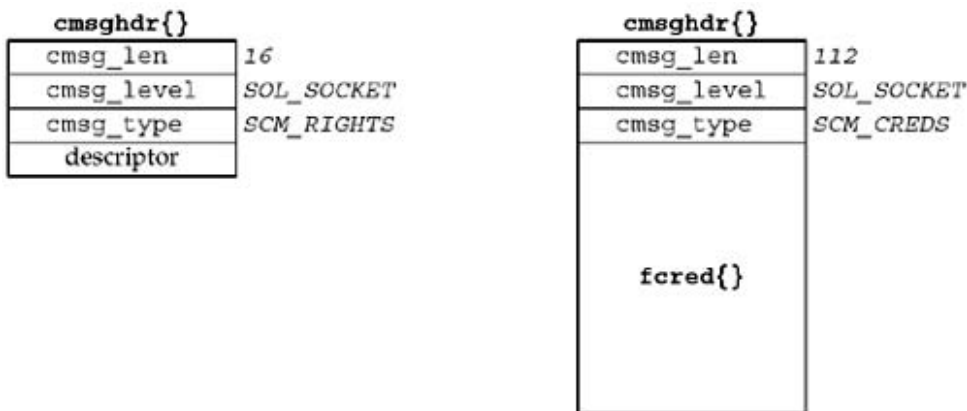 cmsghdr{}
cmsg_len 16
cmsg_level SOL_SOCKET
cmsg_type SCM_RIGHTS
descriptor
cmsghdr{}
cmsg_len 112
cmsg_level SOL_SOCKET
cmsg_type SCM_CREDS
fcred{}